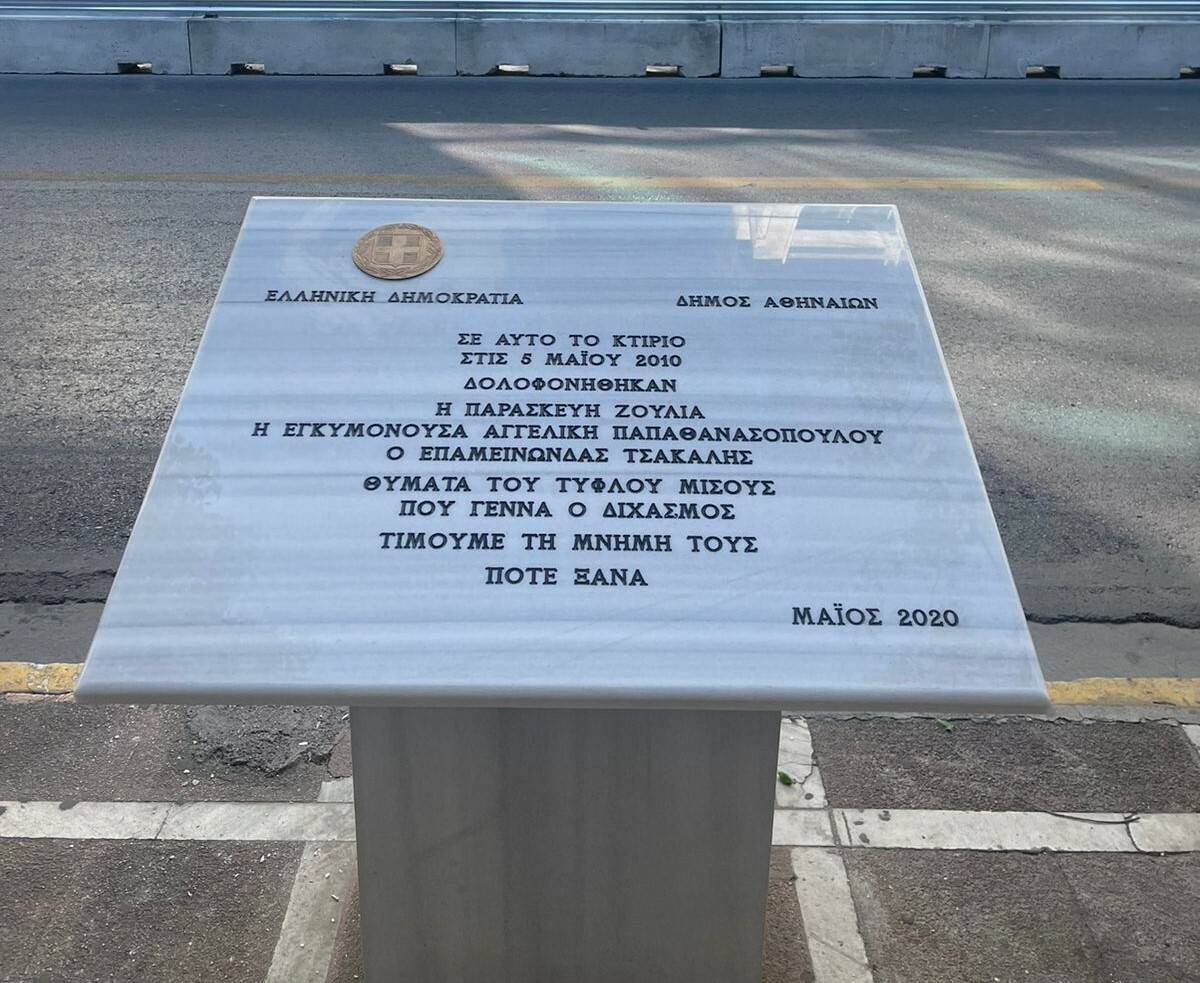 ΕΛΛΗΝΙΚΗ ΔΗΜΟΚΡΑΤΙΑ
ΔΗΜΟΣ ΑΘΗΝΑΙΩΝ
ΣΕ ΑΥΤΟ ΤΟ ΚΤΙΡΙΟ
ΣΤΙΣ 5 ΜΑΪΟΥ 2010
ΔΟΛΟΦΟΝΗΘΗΚΑΝ
Η ΠΑΡΑΣΚΕΥΗ ΖΟΥΛΙΑ
Η ΕΓΚΥΜΟΝΟΥΣΑ ΑΓΓΕΛΙΚΗ ΠΑΠΑΘΑΝΑΣΟΠΟΥΛΟΥ
Ο ΕΠΑΜΕΙΝΩΝΔΑΣ ΤΣΑΚΑΛΗΣ
ΘΥΜΑΤΑ ΤΟΥ ΤΥΦΛΟΥ ΜΙΣΟΥΣ
ΠΟΥ ΓΕΝΝΑ Ο ΔΙΧΑΣΜΟΣ
ΤΙΜΟΥΜΕ ΤΗ ΜΝΗΜΗ ΤΟΥΣ
ΠΟΤΕ ΞΑΝΑ
ΜΑΪΟΣ 2020